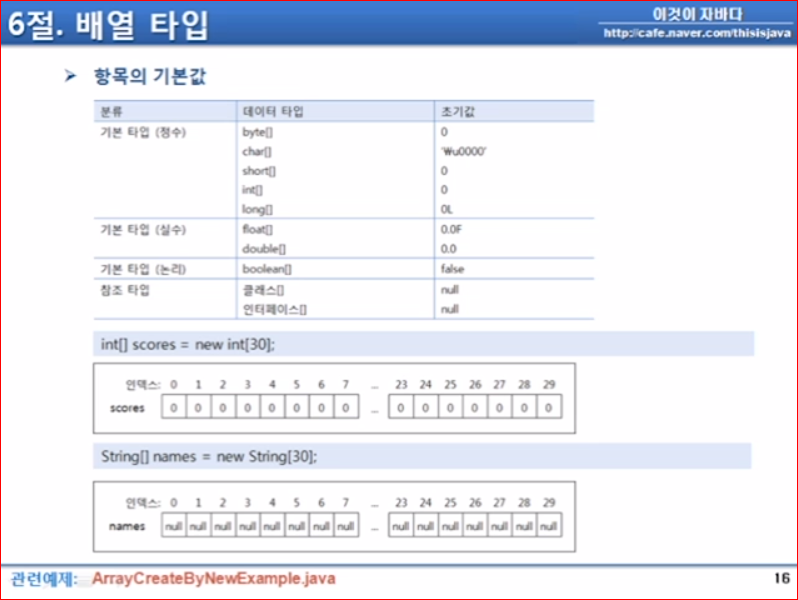 6절. 배열 타입
이것이 자바다
http://cafe.naver.com/thisisjava
➤ 항목의 기본값
분류 데이터 타입 초기값
기본 타입 (정수) byte[] 0
char[] '₩u0000'
short[] 0
int[] 0
long[] 0L
기본 타입 (실수) float[] 0.0F
double[] 0.0
기본 타입 (논리) boolean[] false
참조 타입 클래스[] null
인터페이스[] null
int[] scores = new int[30];
인덱스: 0 1 2 3 4 5 6 7 ... 23 24 25 26 27 28 29
scores 0 0 0 0 0 0 0 0 ... 0 0 0 0 0 0 0
String[] names = new String[30];
인덱스: 0 1 2 3 4 5 6 7 ... 23 24 25 26 27 28 29
names null null null null null null null null ... null null null null null null null
관련예제: ArrayCreateByNewExample.java
16